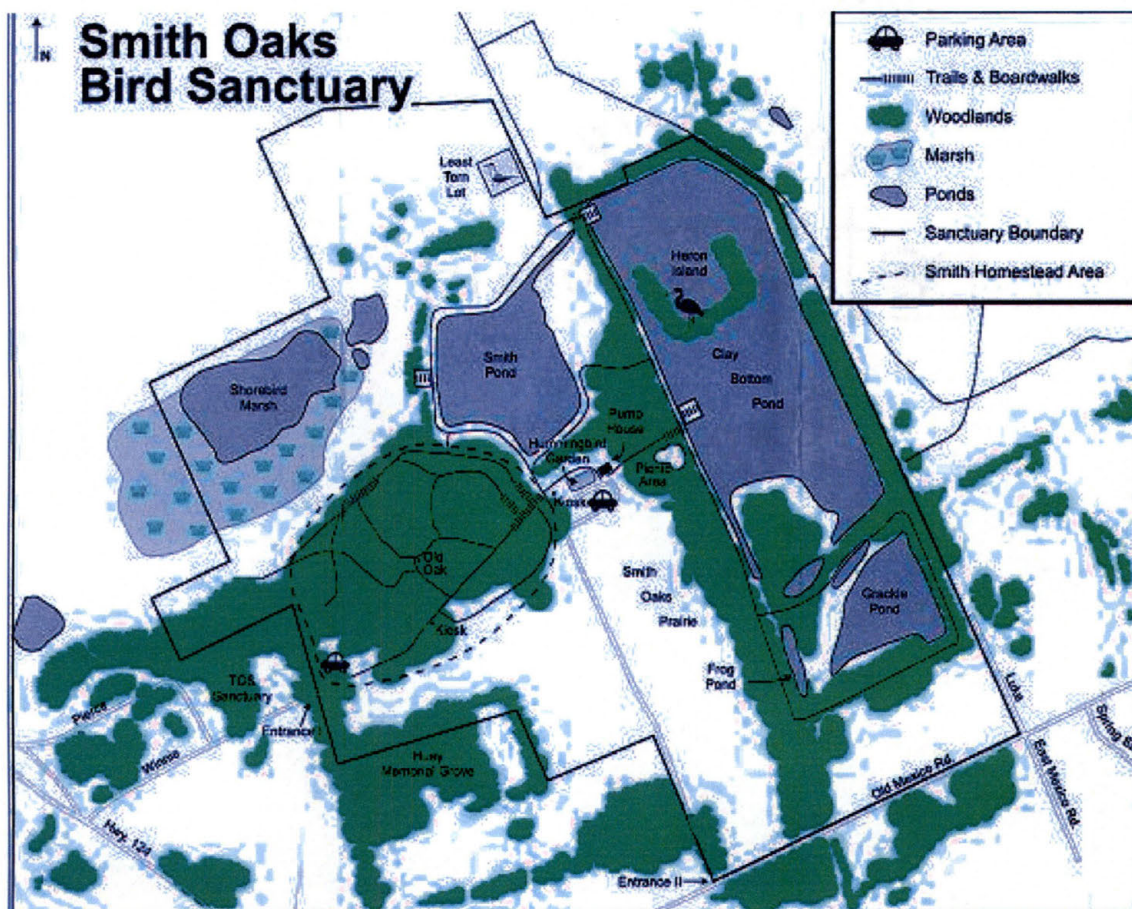 N
Smith Oaks
Bird Sanctuary
Parking Area
Trails & Boardwalks
Woodlands
Marsh
Ponds
Sanctuary Boundary
Smith Homestead Area
Least
Tern
Lot
Heron
Island
Smith
Pond
Clay
Bottom
Pond
Shorebird
Marsh
Pump
House
Hummingbird
Garden
Picnic
Area
Kiosk
Old
Oak
Smith
Oaks
Prairie
Grackle
Pond
Kiosk
Frog
Pond
TOS
Sanctuary
Entrance I
Pierce
Winnie
Hwy. 124
Memorial Grove
Old Mexico Rd.
Luke
East Mexico Rd.
Spring
Entrance II